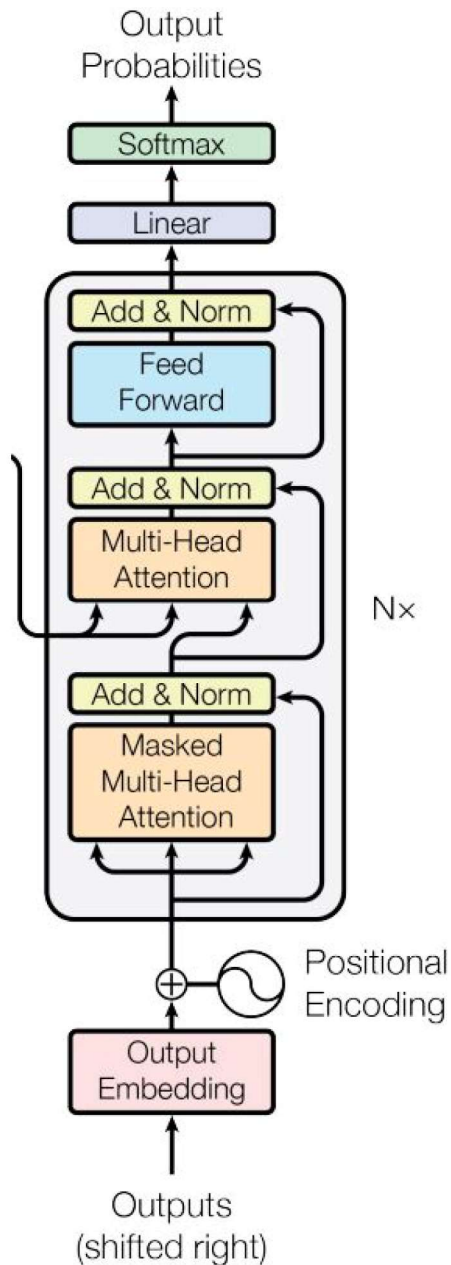 Output
Probabilities
Softmax
Linear
Add & Norm
Feed
Forward
Add & Norm
Multi-Head
Attention
N×
Add & Norm
Masked
Multi-Head
Attention
Positional
Encoding
Output
Embedding
Outputs
(shifted right)